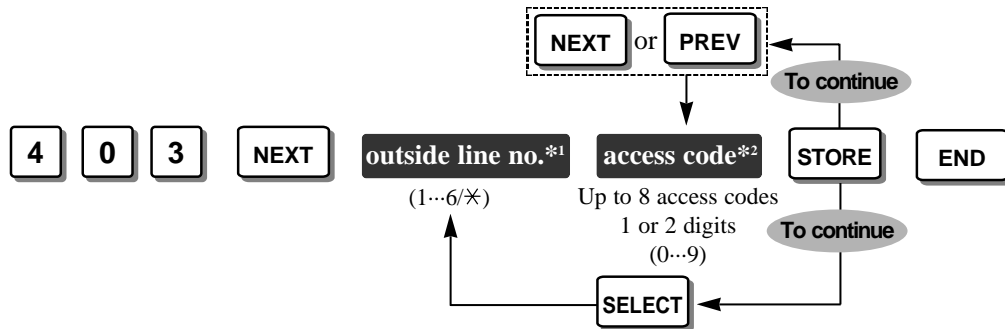 NEXT or PREV
To continue
4 0 3 NEXT outside line no.*1 access code*2 STORE END
(1···6/✳) Up to 8 access codes
1 or 2 digits
To continue
(0···9)
SELECT